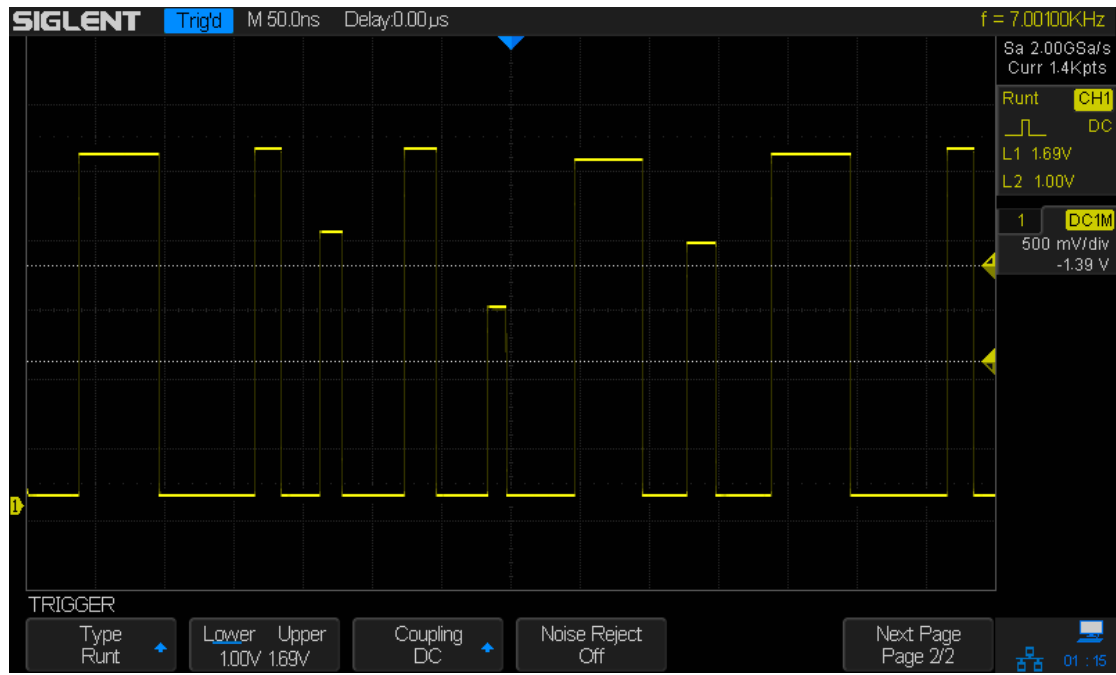 SIGLENT Trig'd M 50.0ns Delay:0.00µs f = 7.00100KHz
Sa 2.00GSa/s
Curr 1.4Kpts
Runt CH1
DC
L1 1.69V
L2 1.00V
1 DC1M
500 mV/div
-1.39 V
1
TRIGGER
Type Lower Upper Coupling Noise Reject Next Page
Runt 1.00V 1.69V DC Off Page 2/2
01 : 15